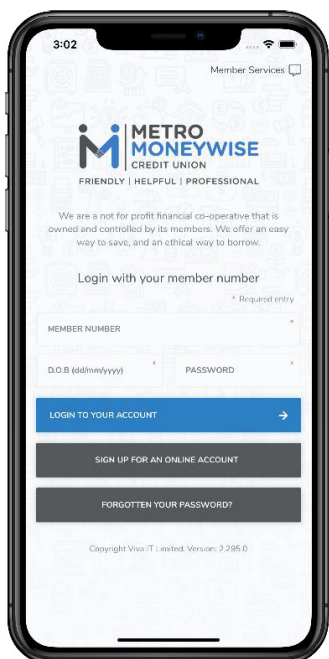 3:02
Member Services
METRO
MONEYWISE
CREDIT UNION
FRIENDLY | HELPFUL | PROFESSIONAL
We are a not for profit financial co-operative that is
owned and controlled by its members. We offer an easy
way to save, and an ethical way to borrow.
Login with your member number
* Required entry
MEMBER NUMBER *
D.O.B (dd/mm/yyyy) * PASSWORD *
LOGIN TO YOUR ACCOUNT →
SIGN UP FOR AN ONLINE ACCOUNT
FORGOTTEN YOUR PASSWORD?
Copyright Viva IT Limited. Version: 2.295.0